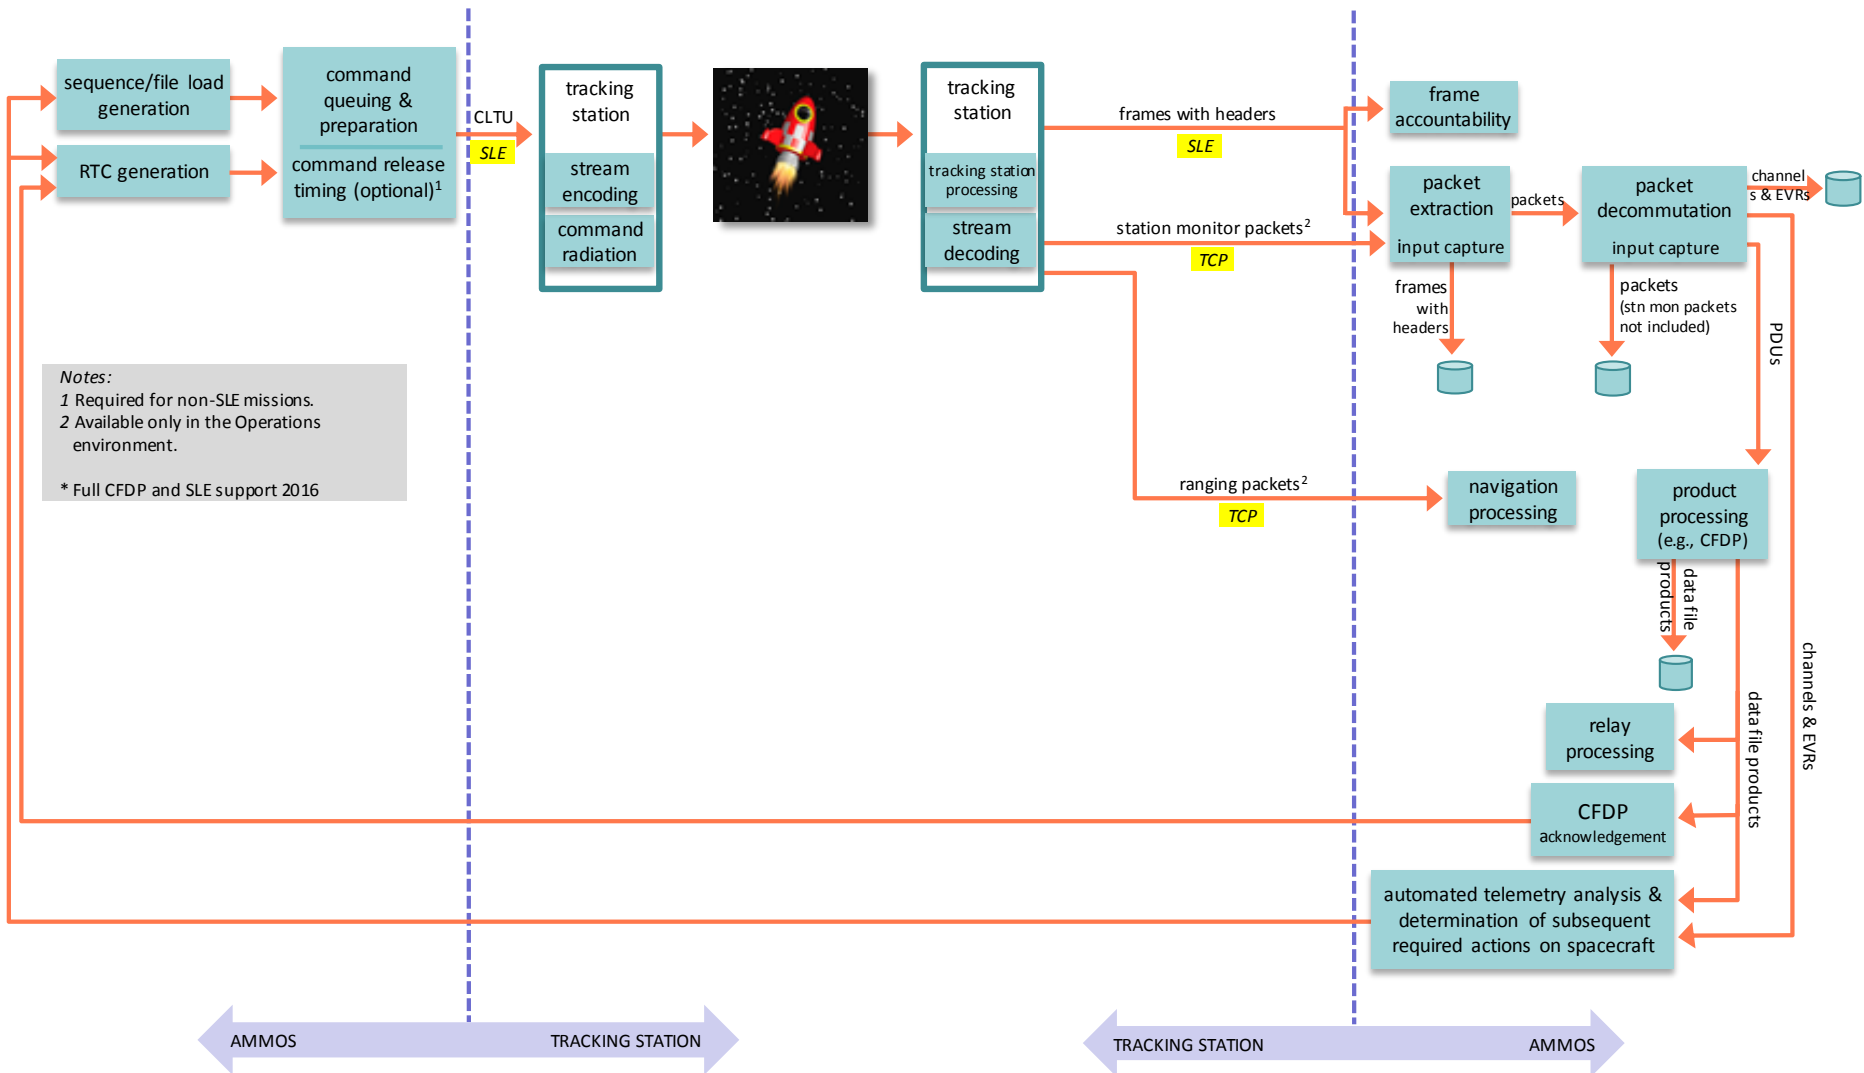 sequence/file load
generation
RTC generation
command
queuing &
preparation
command release
timing (optional)1
CLTU
SLE
tracking
station
stream
encoding
command
radiation
tracking
station
tracking station
processing
stream
decoding
frames with headers
SLE
station monitor packets2
TCP
ranging packets2
TCP
frame
accountability
packet
extraction
input capture
packets
packet
decommutation
input capture
channel
s & EVRs
frames
with
headers
packets
(stn mon packets
not included)
PDUs
navigation
processing
product
processing
(e.g., CFDP)
data file
products
channels & EVRs
data file products
relay
processing
CFDP
acknowledgement
automated telemetry analysis &
determination of subsequent
required actions on spacecraft
Notes:
1 Required for non-SLE missions.
2 Available only in the Operations
environment.
* Full CFDP and SLE support 2016
AMMOS
TRACKING STATION
TRACKING STATION
AMMOS